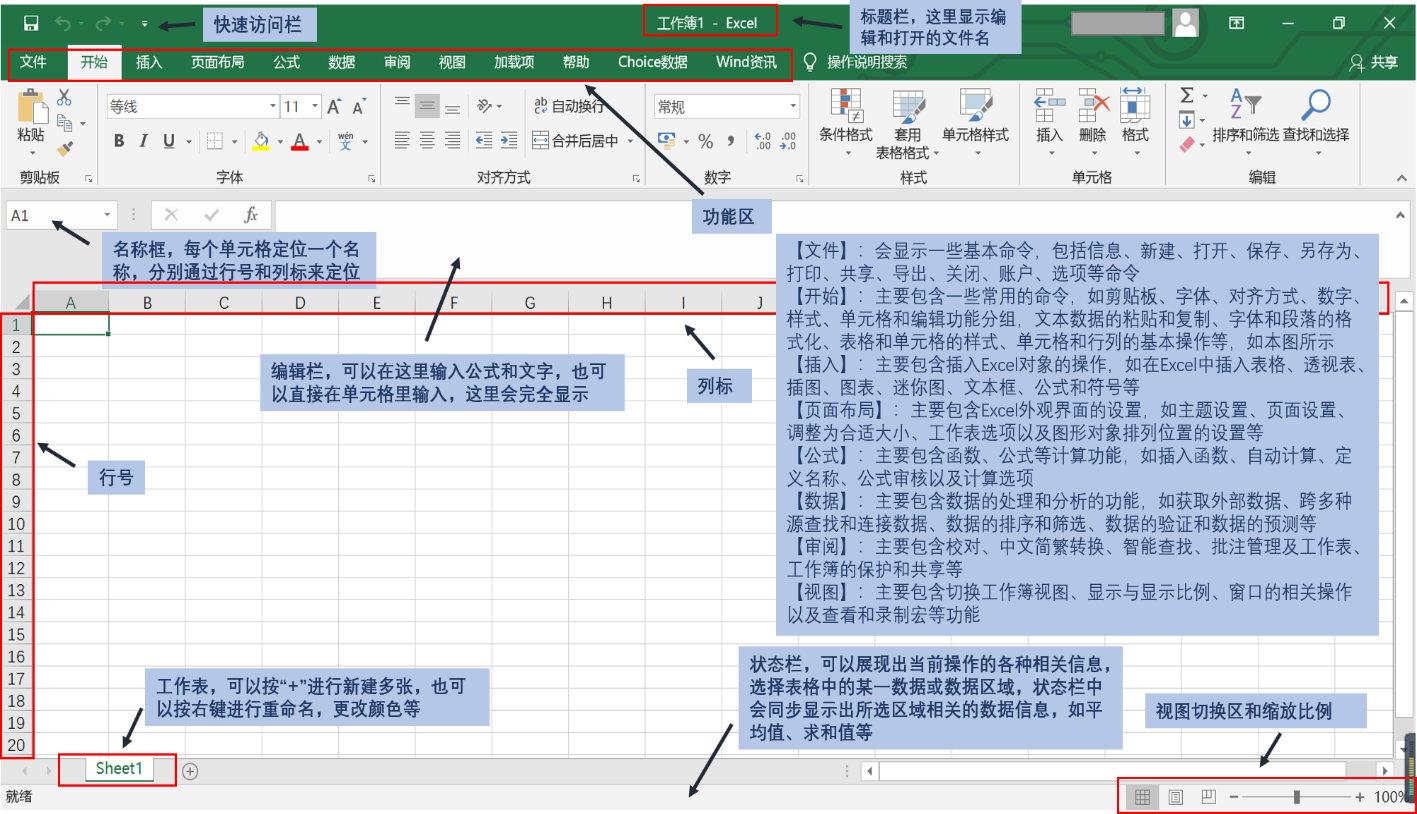 快速访问栏
工作簿1 - Excel
标题栏，这里显示编
辑和打开的文件名
文件 开始 插入 页面布局 公式 数据 审阅 视图 加载项 帮助 Choice数据 Wind资讯 操作说明搜索 共享
等线 11 A A
ab 自动换行
常规
粘贴
B I U A wén 文
合并后居中
% , .00 .00
条件格式 套用
表格格式 单元格样式
插入 删除 格式
Σ A Z 排序和筛选 查找和选择
剪贴板 字体 对齐方式 数字 样式 单元格 编辑
功能区
A1 fx
名称框，每个单元格定位一个名
称，分别通过行号和列标来定位
A B C D E F G H I J
【文件】：会显示一些基本命令，包括信息、新建、打开、保存、另存为、
打印、共享、导出、关闭、账户、选项等命令
【开始】：主要包含一些常用的命令，如剪贴板、字体、对齐方式、数字、
样式、单元格和编辑功能分组，文本数据的粘贴和复制、字体和段落的格
式化、表格和单元格的样式、单元格和行列的基本操作等，如本图所示
【插入】：主要包含插入Excel对象的操作，如在Excel中插入表格、透视表、
插图、图表、迷你图、文本框、公式和符号等
【页面布局】：主要包含Excel外观界面的设置，如主题设置、页面设置、
调整为合适大小、工作表选项以及图形对象排列位置的设置等
【公式】：主要包含函数、公式等计算功能，如插入函数、自动计算、定
义名称、公式审核以及计算选项
【数据】：主要包含数据的处理和分析的功能，如获取外部数据、跨多种
源查找和连接数据、数据的排序和筛选、数据的验证和数据的预测等
【审阅】：主要包含校对、中文简繁转换、智能查找、批注管理及工作表、
工作簿的保护和共享等
【视图】：主要包含切换工作簿视图、显示与显示比例、窗口的相关操作
以及查看和录制宏等功能
编辑栏，可以在这里输入公式和文字，也可
以直接在单元格里输入，这里会完全显示
列标
行号
1
2
3
4
5
6
7
8
9
10
11
12
13
14
15
16
17
18
19
20
工作表，可以按“+”进行新建多张，也可
以按右键进行重命名，更改颜色等
状态栏，可以展现出当前操作的各种相关信息，
选择表格中的某一数据或数据区域，状态栏中
会同步显示出所选区域相关的数据信息，如平
均值、求和值等
视图切换区和缩放比例
Sheet1
就绪
100%